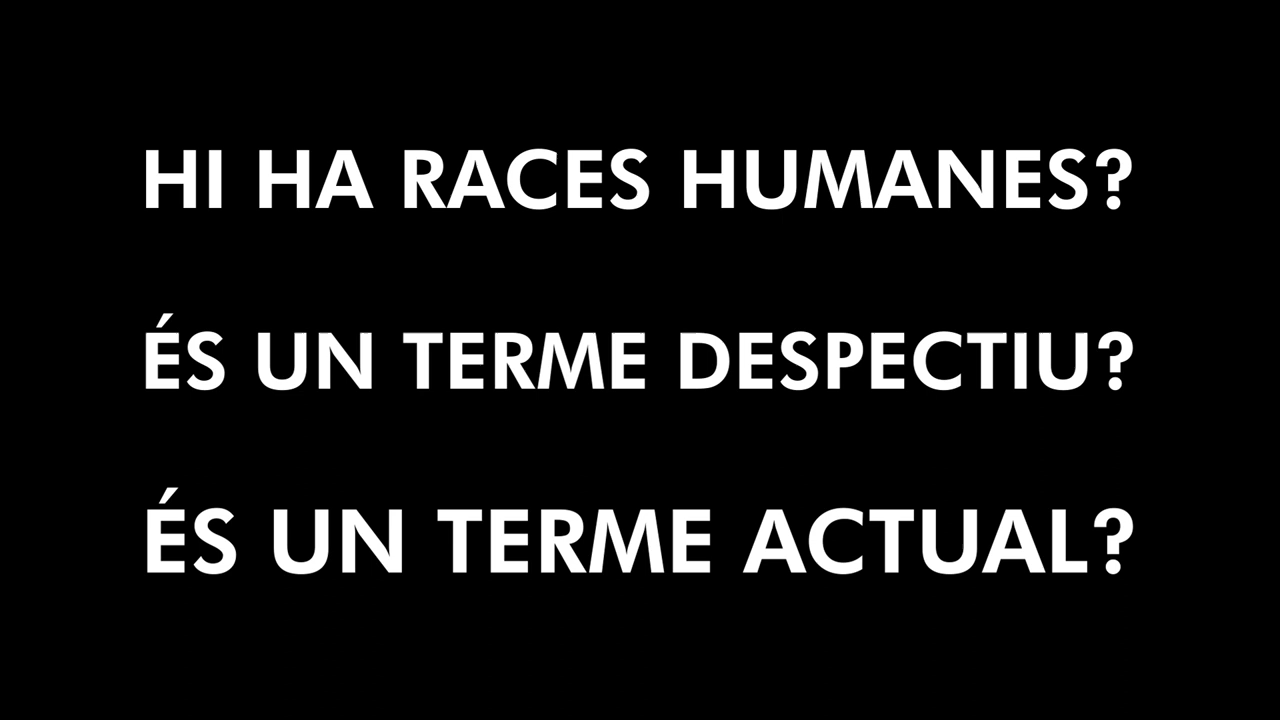 HI HA RACES HUMANES?
ÉS UN TERME DESPECTIU?
ÉS UN TERME ACTUAL?